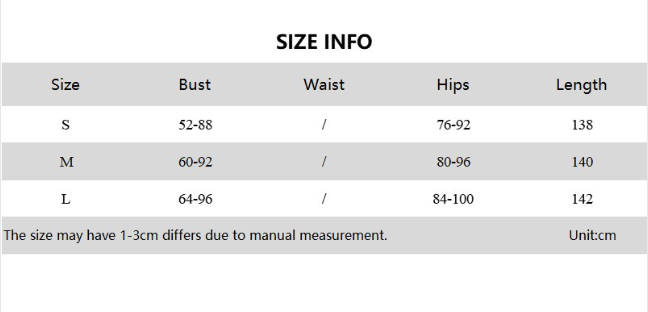 SIZE INFO
Size Bust Waist Hips Length
S 52-88 / 76-92 138
M 60-92 / 80-96 140
L 64-96 / 84-100 142
The size may have 1-3cm differs due to manual measurement. Unit:cm